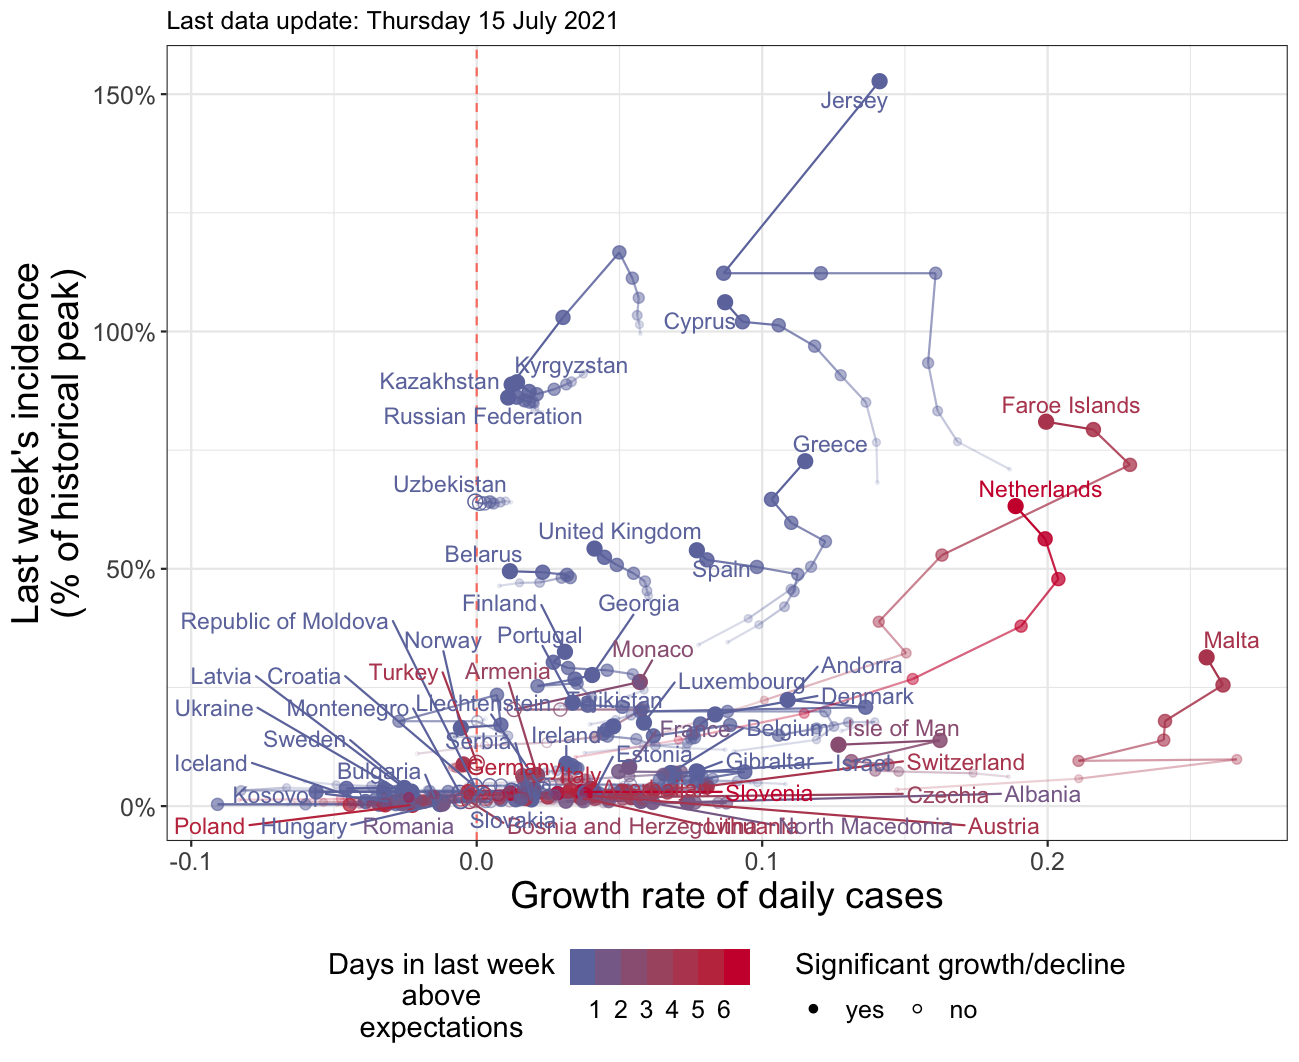 Last data update: Thursday 15 July 2021
Last week's incidence
(% of historical peak)
150%
100%
50%
0%
Jersey
Cyprus
Kyrgyzstan
Kazakhstan
Russian Federation
Faroe Islands
Greece
Uzbekistan
Netherlands
United Kingdom
Belarus
Spain
Finland
Georgia
Republic of Moldova
Norway
Portugal
Malta
Monaco
Latvia
Croatia
Turkey
Armenia
Andorra
Luxembourg
Denmark
Ukraine
Montenegro
Liechtenstein
Tajikistan
Sweden
Serbia
Ireland
France
Belgium
Isle of Man
Iceland
Bulgaria
Germany
Italy
Estonia
Gibraltar
Israel
Switzerland
Kosovo
Slovenia
Czechia
Albania
Poland
Hungary
Romania
Slovakia
Bosnia and Herzegovina
Lithuania
North Macedonia
Austria
-0.1
0.0
0.1
0.2
Growth rate of daily cases
Days in last week
above
expectations
1 2 3 4 5 6
Significant growth/decline
yes
no